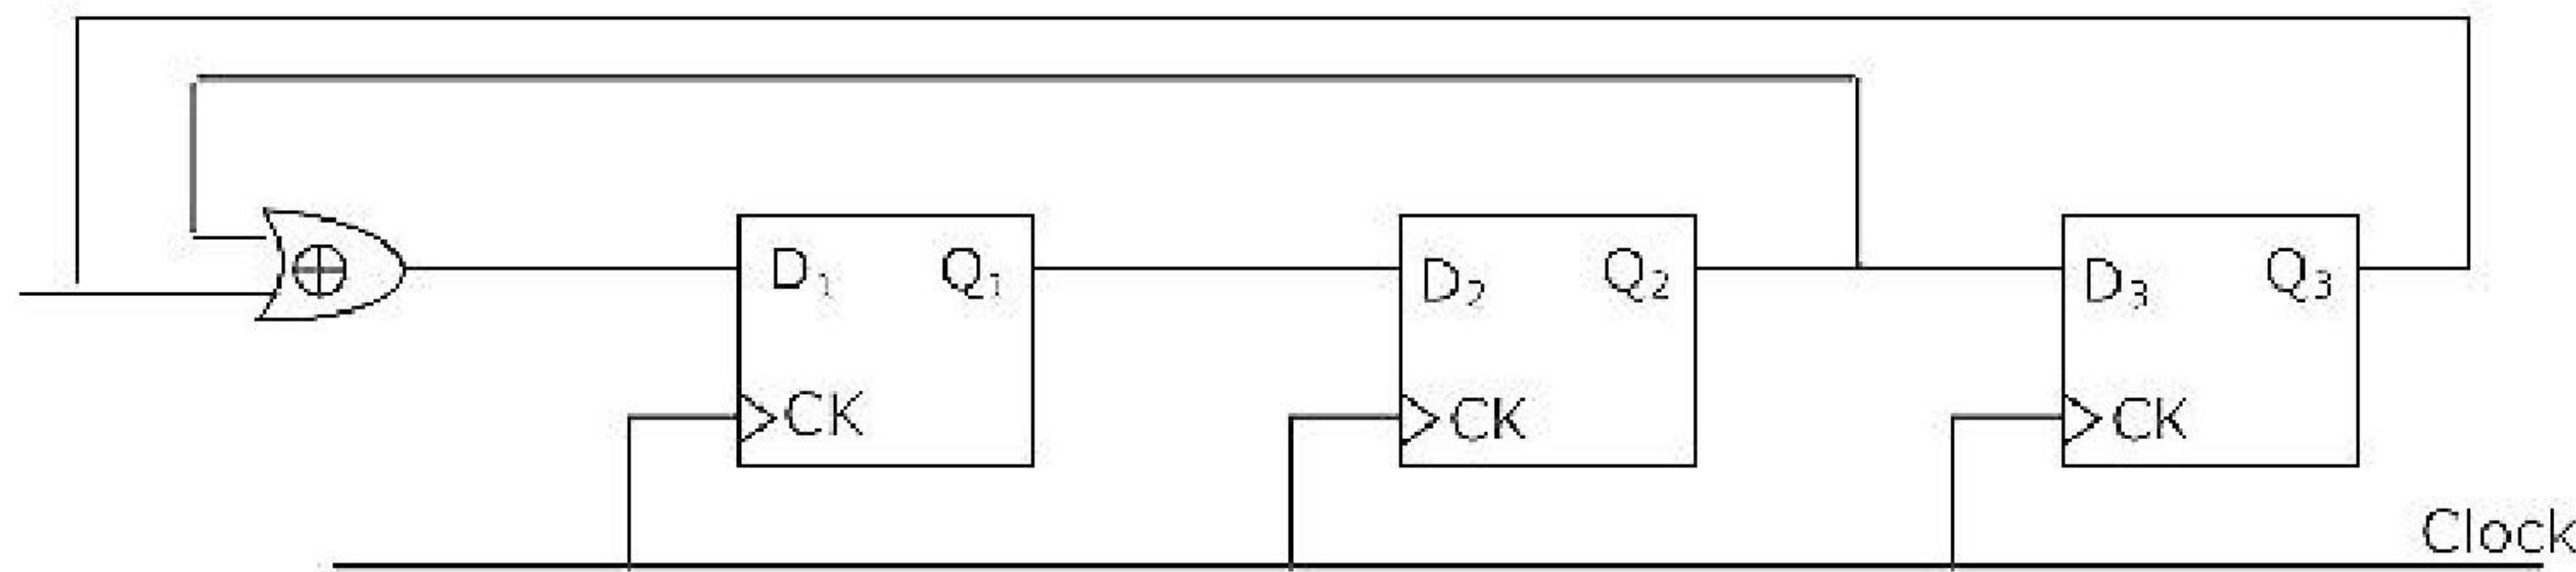 D₁ Q₁ D₂ Q₂ D₃ Q₃
CK CK CK
Clock